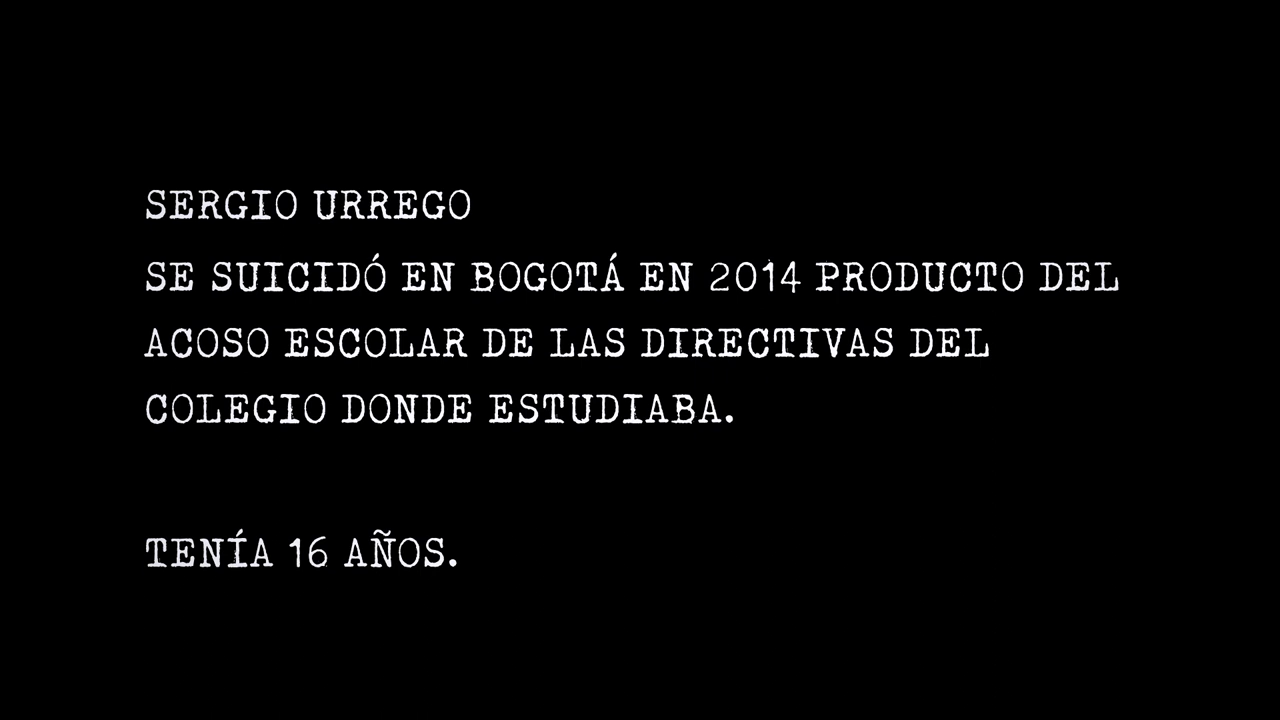 SERGIO URREGO
SE SUICIDÓ EN BOGOTÁ EN 2014 PRODUCTO DEL
ACOSO ESCOLAR DE LAS DIRECTIVAS DEL
COLEGIO DONDE ESTUDIABA.
TENÍA 16 AÑOS.